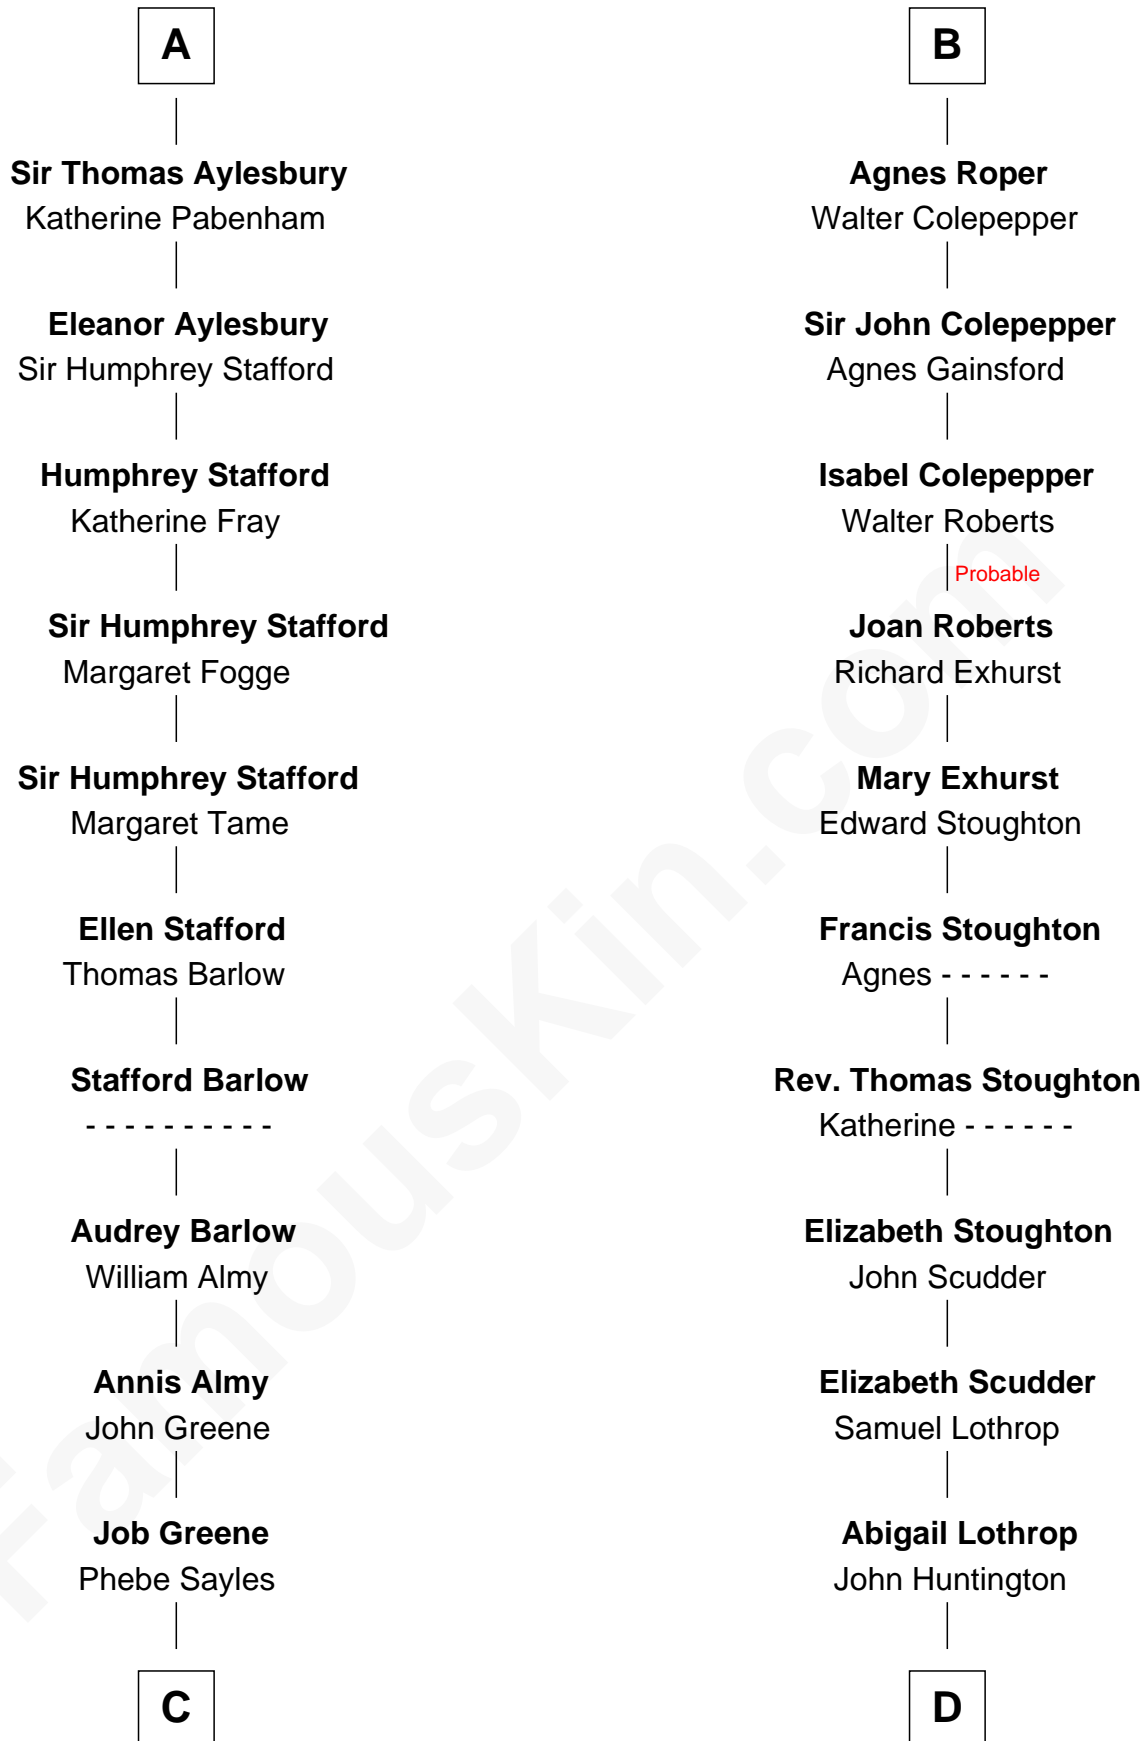 A
Sir Thomas Aylesbury
Katherine Pabenham
Eleanor Aylesbury
Sir Humphrey Stafford
Humphrey Stafford
Katherine Fray
Sir Humphrey Stafford
Margaret Fogge
Sir Humphrey Stafford
Margaret Tame
Ellen Stafford
Thomas Barlow
Stafford Barlow
- - - - - - - - - -
Audrey Barlow
William Almy
Annis Almy
John Greene
Job Greene
Phebe Sayles
C
B
Agnes Roper
Walter Colepepper
Sir John Colepepper
Agnes Gainsford
Isabel Colepepper
Walter Roberts
Probable
Joan Roberts
Richard Exhurst
Mary Exhurst
Edward Stoughton
Francis Stoughton
Agnes - - - - - -
Rev. Thomas Stoughton
Katherine - - - - - -
Elizabeth Stoughton
John Scudder
Elizabeth Scudder
Samuel Lothrop
Abigail Lothrop
John Huntington
D
FamousKin.com